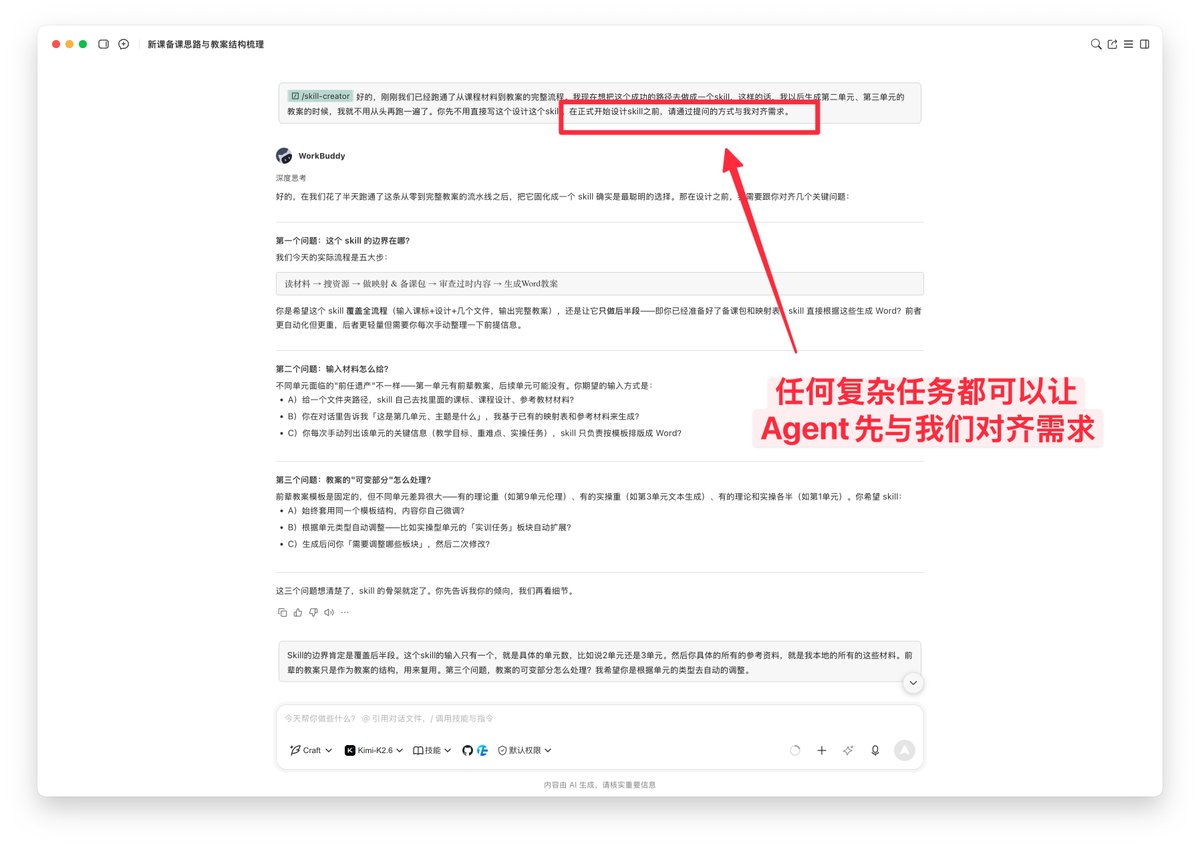 新课备课思路与教案结构梳理
/skill-creator 好的，刚刚我们已经跑通了从课程材料到教案的完整流程，我现在想把这个成功的路径去做成一个skill，这样的话，我以后生成第二单元、第三单元的
教案的时候，我就不用从头再跑一遍了。你先不用直接写这个设计这个skil 在正式开始设计skill之前，请通过提问的方式与我对齐需求。
WorkBuddy
深度思考
好的，在我们花了半天跑通了这条从零到完整教案的流水线之后，把它固化成一个 skill 确实是最聪明的选择。那在设计之前， 需要跟你对齐几个关键问题：
第一个问题：这个 skill 的边界在哪?
我们今天的实际流程是五大步：
读材料 → 搜资源 → 做映射 & 备课包 → 审查过时内容 → 生成Word教案
你是希望这个 skill 覆盖全流程（输入课标+设计+几个文件，输出完整教案），还是让它只做后半段——即你已经准备好了备课包和映射表 skill 直接根据这些生成 Word？前者
更自动化但更重，后者更轻量但需要你每次手动整理一下前提信息。
第二个问题：输入材料怎么给?
不同单元面临的"前任遗产"不一样——第一单元有前辈教案，后续单元可能没有。你期望的输入方式是：
• A）给一个文件夹路径，skill 自己去找里面的课标、课程设计、参考教材材料?
• B）你在对话里告诉我「这是第几单元、主题是什么」，我基于已有的映射表和参考材料来生成?
• C）你每次手动列出该单元的关键信息（教学目标、重难点、实操任务），skill 只负责按模板排版成 Word?
第三个问题：教案的"可变部分"怎么处理?
前辈教案模板是固定的，但不同单元差异很大——有的理论重（如第9单元伦理）、有的实操重（如第3单元文本生成）、有的理论和实操各半（如第1单元）。你希望 skill：
• A）始终套用同一个模板结构，内容你自己微调?
• B）根据单元类型自动调整——比如实操型单元的「实训任务」板块自动扩展?
• C）生成后问你「需要调整哪些板块」，然后二次修改?
任何复杂任务都可以让
Agent 先与我们对齐需求
这三个问题想清楚了，skill 的骨架就定了。你先告诉我你的倾向，我们再看细节。
Skill的边界肯定是覆盖后半段。这个skill的输入只有一个，就是具体的单元数，比如说2单元还是3单元。然后你具体的所有的参考资料，就是我本地的所有的这些材料。前
辈的教案只是作为教案的结构，用来复用。第三个问题，教案的可变部分怎么处理？我希望你是根据单元的类型去自动的调整。
今天帮你做些什么？ @ 引用对话文件，/ 调用技能与指令
Craft Kimi-K2.6 技能 默认权限
内容由 AI 生成，请核实重要信息